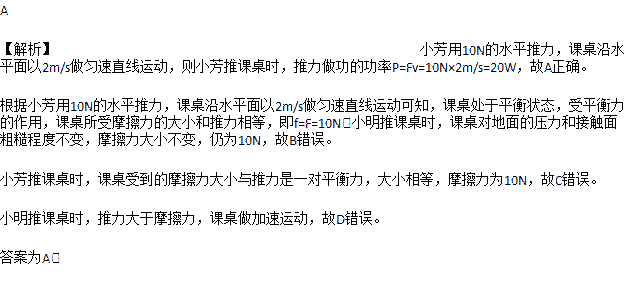 A
【解析】 小芳用10N的水平推力，课桌沿水
平面以2m/s做匀速直线运动，则小芳推课桌时，推力做功的功率P=Fv=10N×2m/s=20W，故A正确。
根据小芳用10N的水平推力，课桌沿水平面以2m/s做匀速直线运动可知，课桌处于平衡状态，受平衡力
的作用，课桌所受摩擦力的大小和推力相等，即f=F=10N 小明推课桌时，课桌对地面的压力和接触面
粗糙程度不变，摩擦力大小不变，仍为10N，故B错误。
小芳推课桌时，课桌受到的摩擦力大小与推力是一对平衡力，大小相等，摩擦力为10N，故C错误。
小明推课桌时，推力大于摩擦力，课桌做加速运动，故D错误。
答案为A